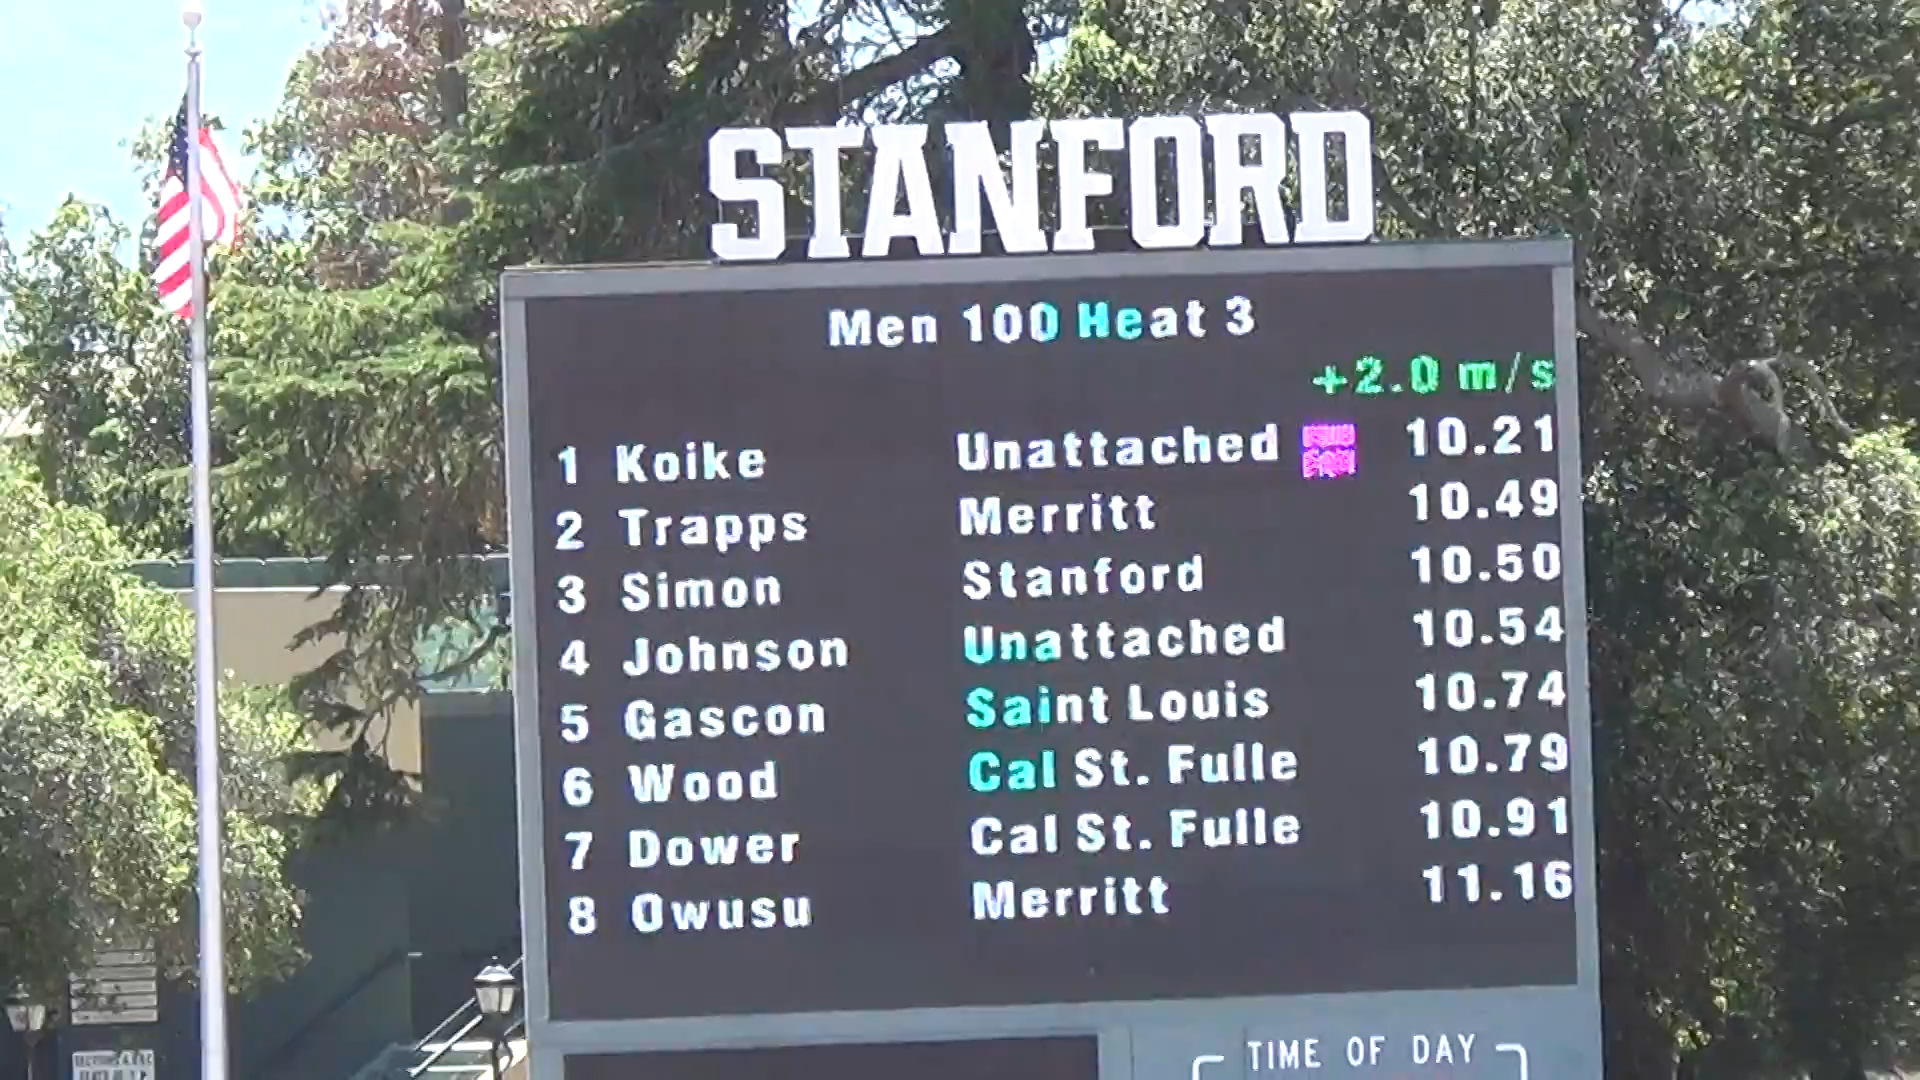 STANFORD
Men 100 Heat 3
+2.0 m/s
1 Koike Unattached 10.21
2 Trapps Merritt 10.49
3 Simon Stanford 10.50
4 Johnson Unattached 10.54
5 Gascon Saint Louis 10.74
6 Wood Cal St. Fulle 10.79
7 Dower Cal St. Fulle 10.91
8 Owusu Merritt 11.16
TIME OF DAY